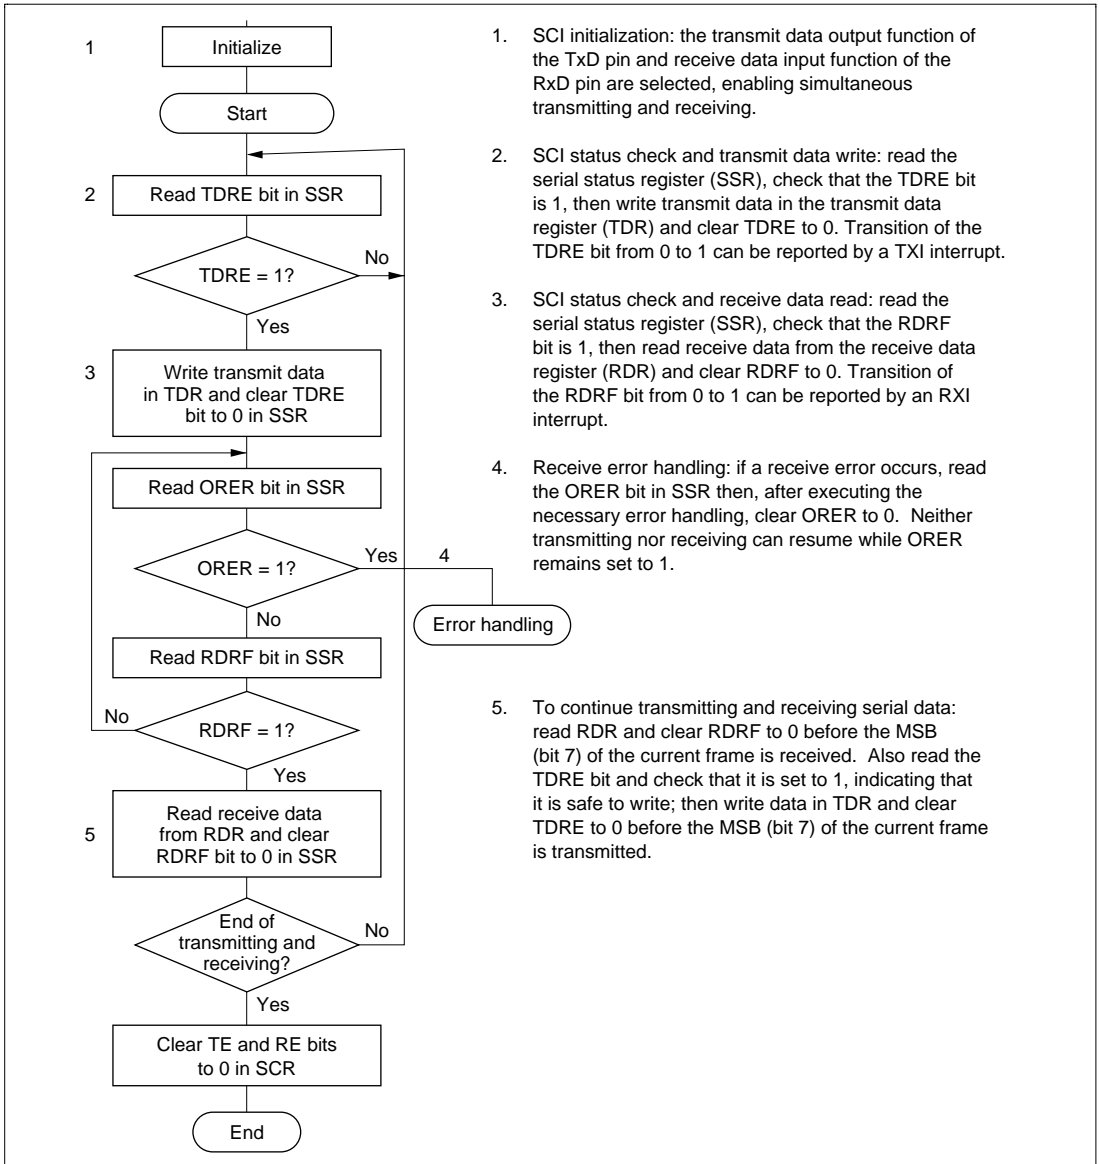 1
Initialize
Start
2
Read TDRE bit in SSR
TDRE = 1?
No
Yes
3
Write transmit data
in TDR and clear TDRE
bit to 0 in SSR
Read ORER bit in SSR
ORER = 1?
Yes
4
Error handling
No
Read RDRF bit in SSR
No
RDRF = 1?
Yes
5
Read receive data
from RDR and clear
RDRF bit to 0 in SSR
End of
transmitting and
receiving?
No
Yes
Clear TE and RE bits
to 0 in SCR
End
1. SCI initialization: the transmit data output function of
the TxD pin and receive data input function of the
RxD pin are selected, enabling simultaneous
transmitting and receiving.
2. SCI status check and transmit data write: read the
serial status register (SSR), check that the TDRE bit
is 1, then write transmit data in the transmit data
register (TDR) and clear TDRE to 0. Transition of the
TDRE bit from 0 to 1 can be reported by a TXI interrupt.
3. SCI status check and receive data read: read the
serial status register (SSR), check that the RDRF
bit is 1, then read receive data from the receive data
register (RDR) and clear RDRF to 0. Transition of
the RDRF bit from 0 to 1 can be reported by an RXI
interrupt.
4. Receive error handling: if a receive error occurs, read
the ORER bit in SSR then, after executing the
necessary error handling, clear ORER to 0. Neither
transmitting nor receiving can resume while ORER
remains set to 1.
5. To continue transmitting and receiving serial data:
read RDR and clear RDRF to 0 before the MSB
(bit 7) of the current frame is received. Also read the
TDRE bit and check that it is set to 1, indicating that
it is safe to write; then write data in TDR and clear
TDRE to 0 before the MSB (bit 7) of the current frame
is transmitted.